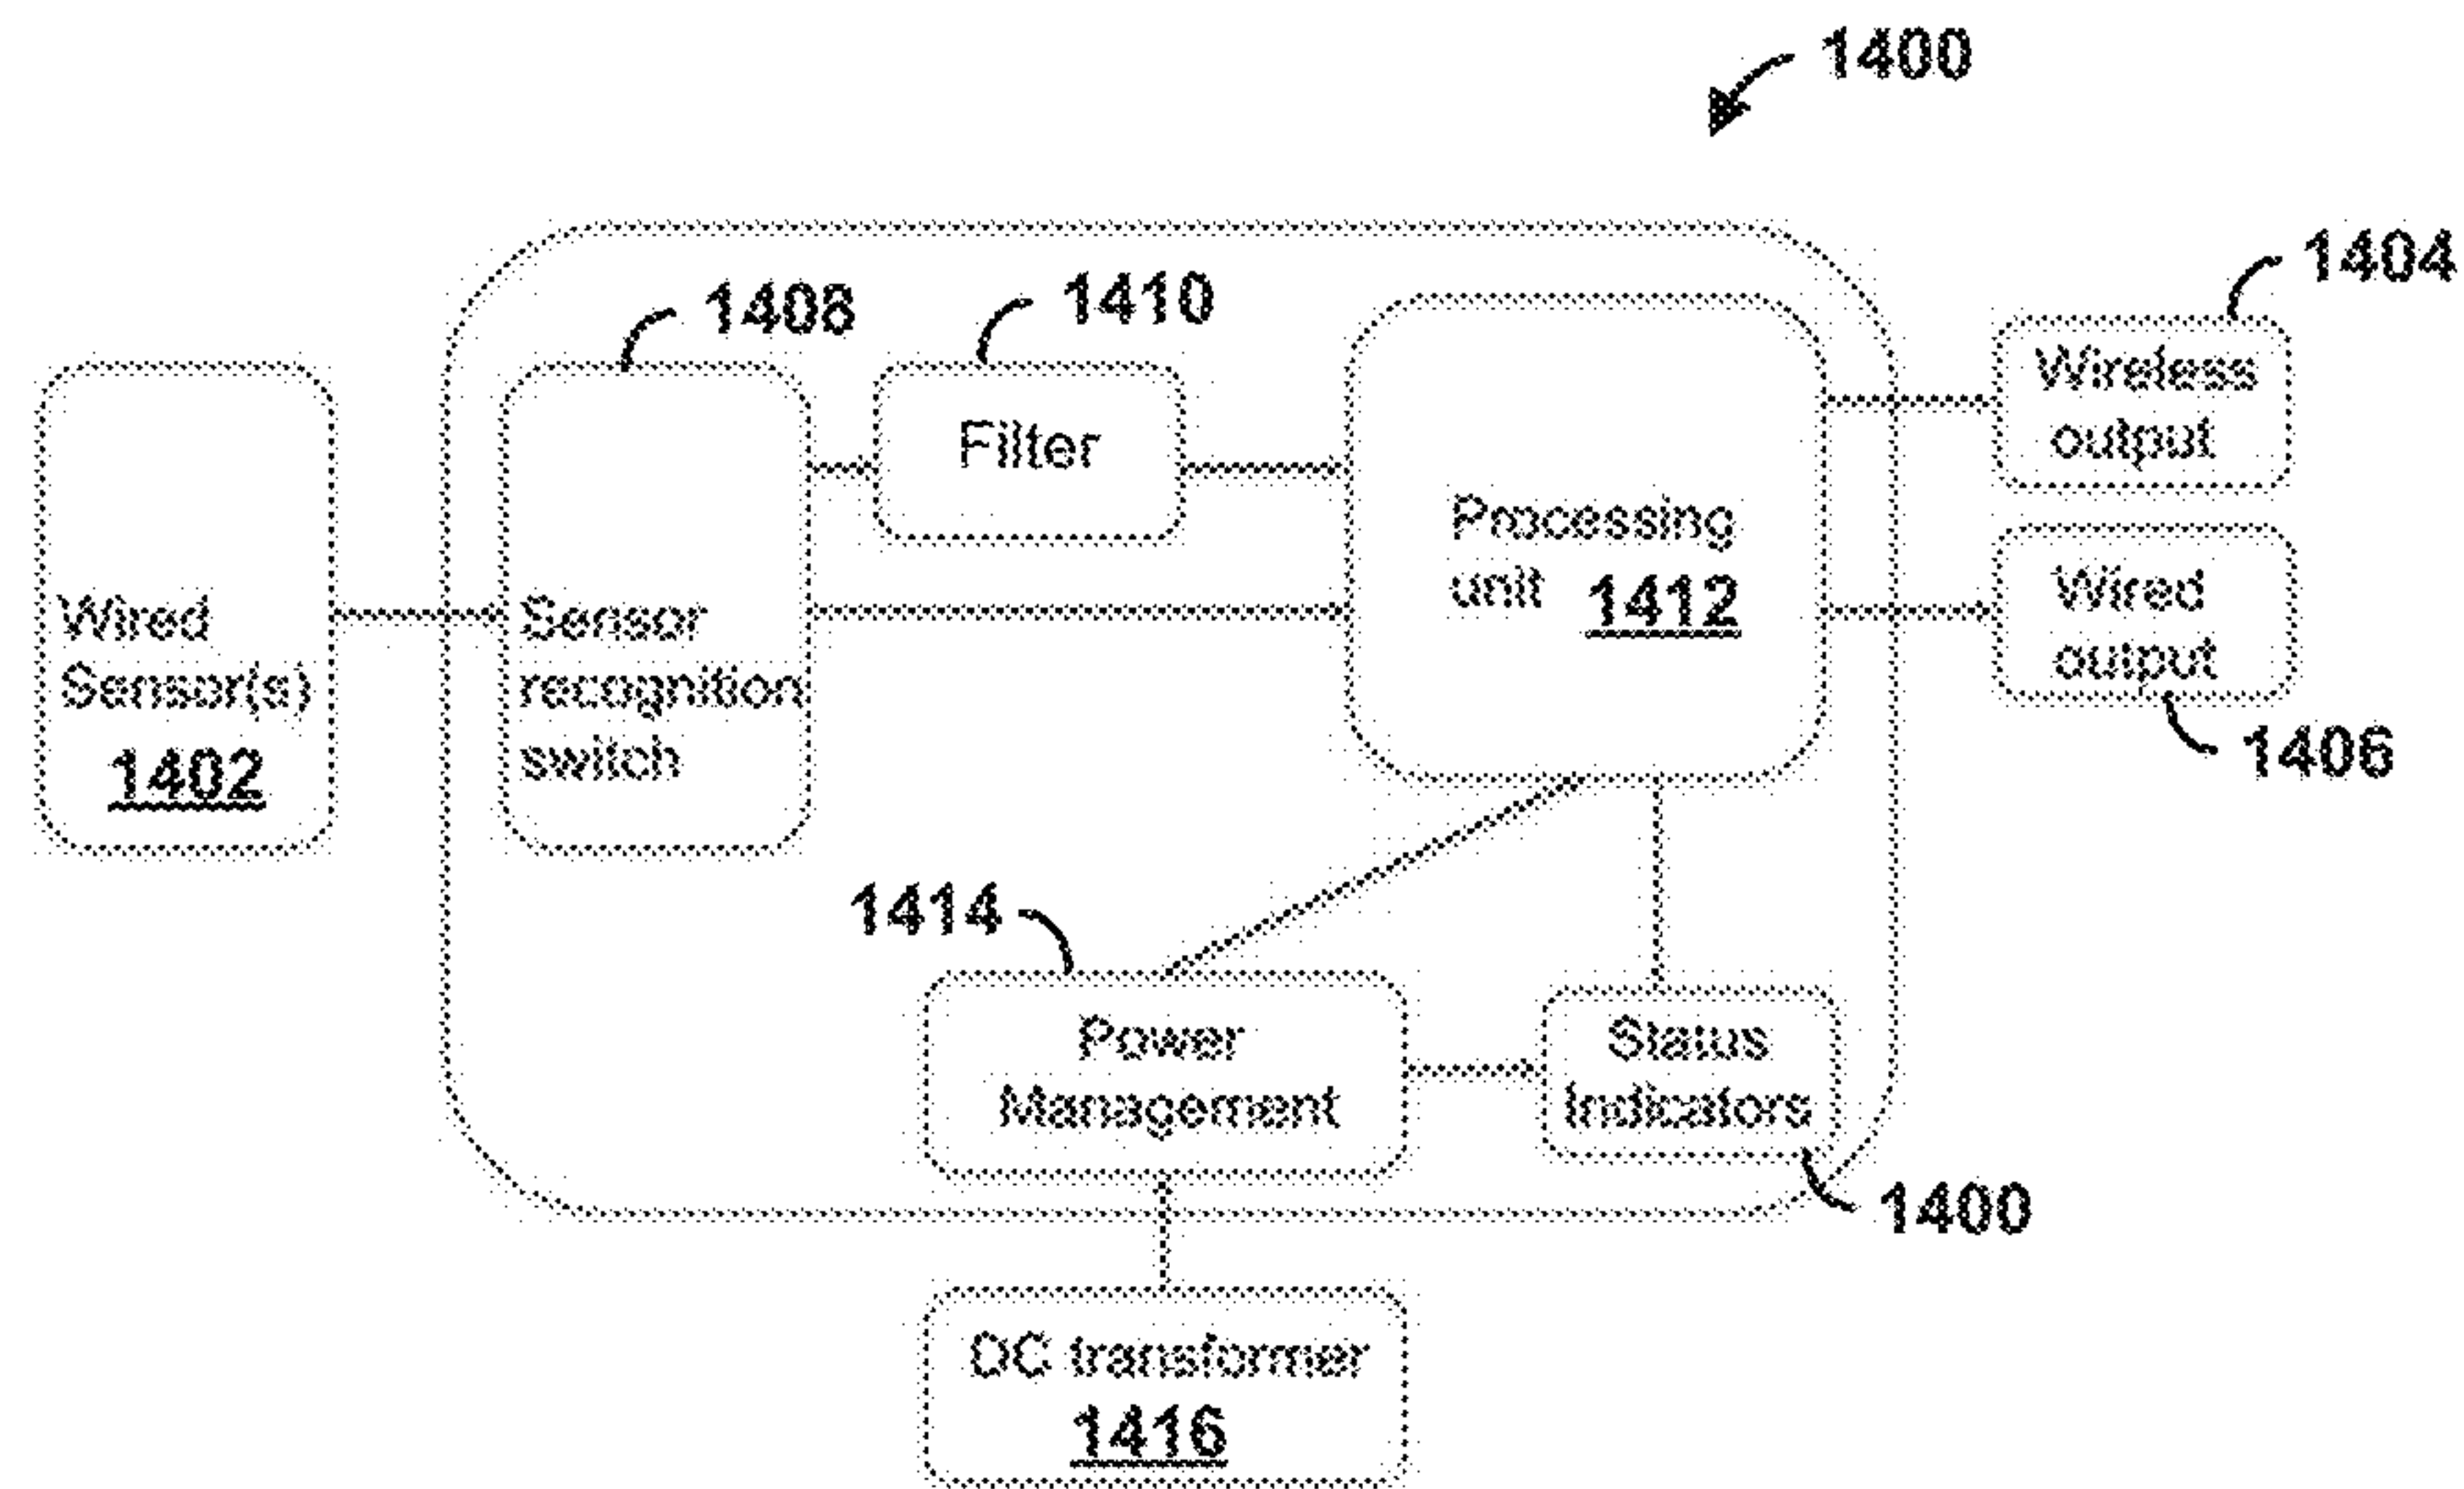 1400
1404
1408
1410
Wireless
output
Filter
Processing
unit 1412
Wired
output
1406
Wired
Sensor(s)
1402
Sensor
recognition
switch
1414
Power
Management
Status
Indicators
1400
DC transformer
1416